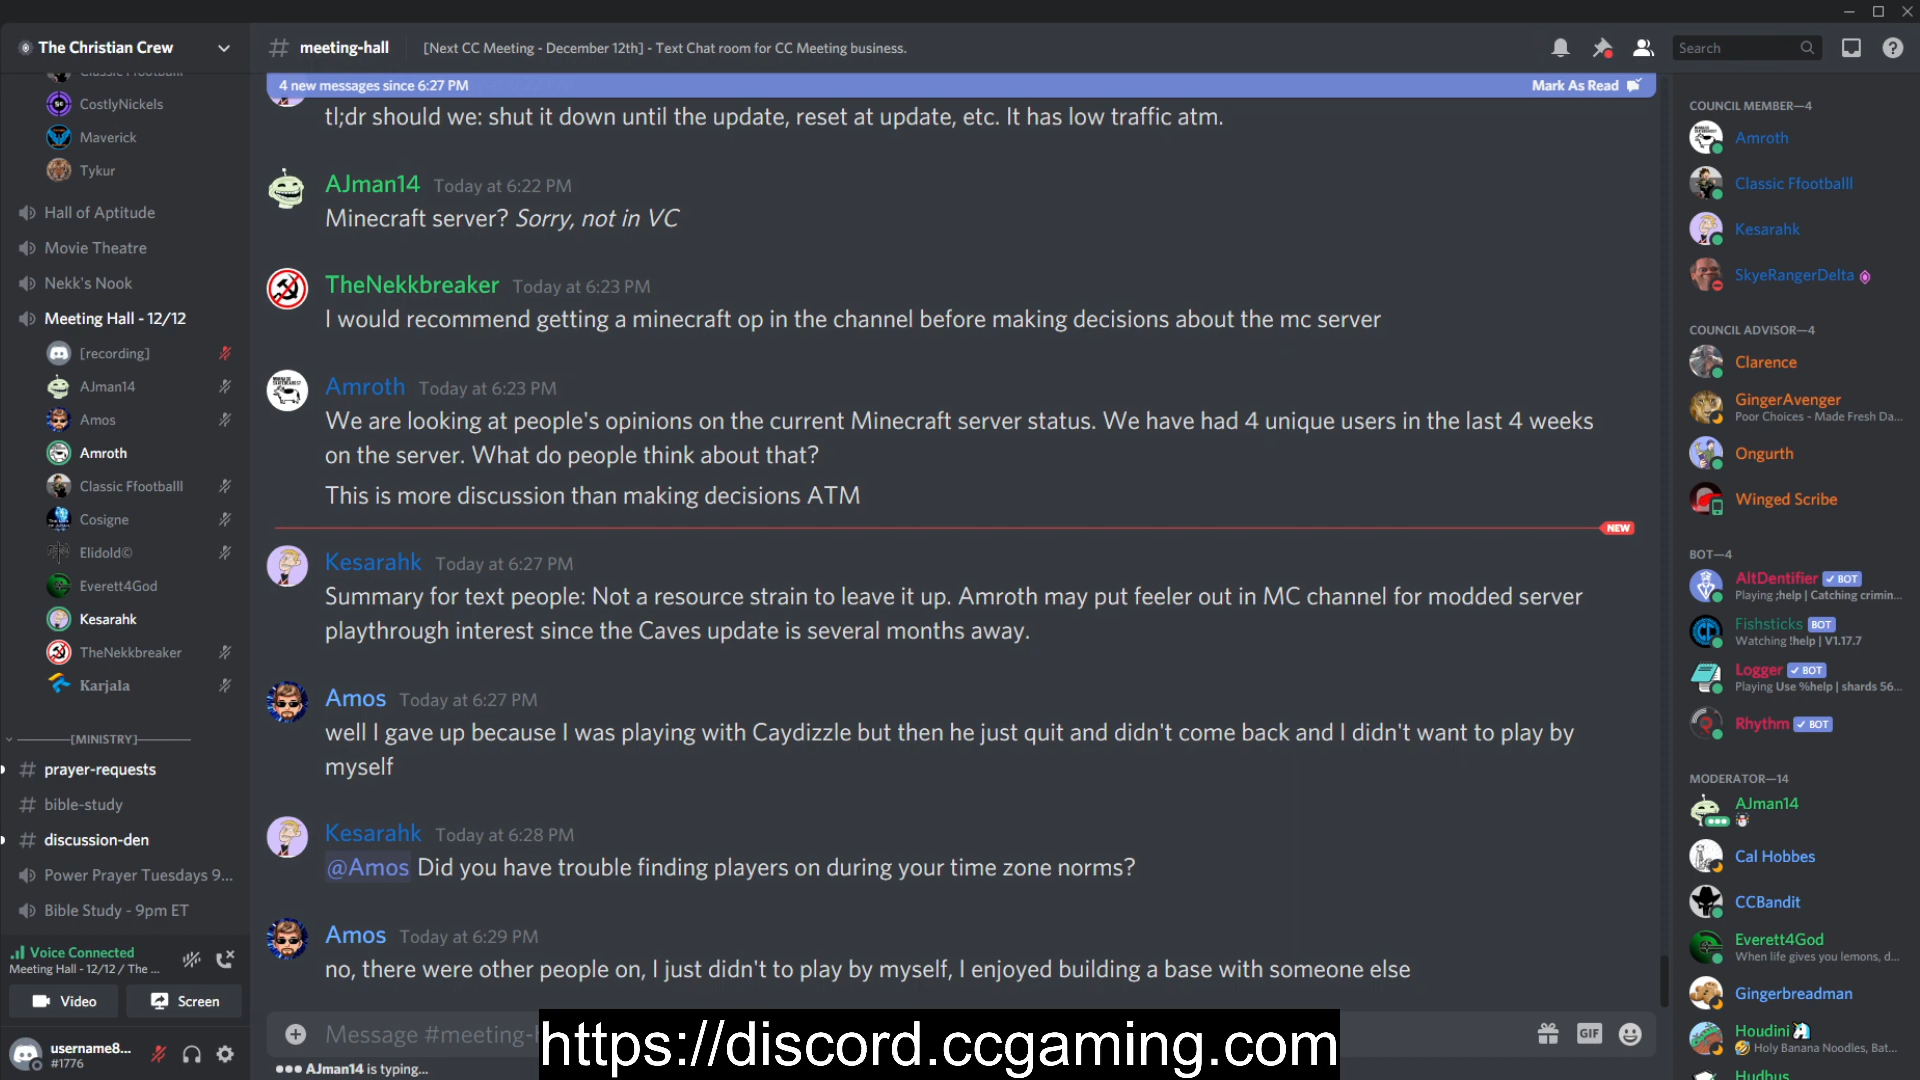 The Christian Crew
Classic Ffootballl
CostlyNickels
Maverick
Tykur
Hall of Aptitude
Movie Theatre
Nekk's Nook
Meeting Hall - 12/12
[recording]
AJman14
Amos
Amroth
Classic Ffootballl
Cosigne
Elidold©
Everett4God
Kesarahk
TheNekkbreaker
Karjala
[MINISTRY]
# prayer-requests
# bible-study
# discussion-den
Power Prayer Tuesdays 9...
Bible Study - 9pm ET
Voice Connected
Meeting Hall - 12/12 / The ...
Video
Screen
username8...
#1776
# meeting-hall
[Next CC Meeting - December 12th] - Text Chat room for CC Meeting business.
Search
4 new messages since 6:27 PM
Mark As Read
tl;dr should we: shut it down until the update, reset at update, etc. It has low traffic atm.
AJman14 Today at 6:22 PM
Minecraft server? Sorry, not in VC
TheNekkbreaker Today at 6:23 PM
I would recommend getting a minecraft op in the channel before making decisions about the mc server
Amroth Today at 6:23 PM
We are looking at people's opinions on the current Minecraft server status. We have had 4 unique users in the last 4 weeks
on the server. What do people think about that?
This is more discussion than making decisions ATM
NEW
Kesarahk Today at 6:27 PM
Summary for text people: Not a resource strain to leave it up. Amroth may put feeler out in MC channel for modded server
playthrough interest since the Caves update is several months away.
Amos Today at 6:27 PM
well I gave up because I was playing with Caydizzle but then he just quit and didn't come back and I didn't want to play by
myself
Kesarahk Today at 6:28 PM
@Amos Did you have trouble finding players on during your time zone norms?
Amos Today at 6:29 PM
no, there were other people on, I just didn't to play by myself, I enjoyed building a base with someone else
Message #meeting-
GIF
https://discord.ccgaming.com
AJman14 is typing...
COUNCIL MEMBER—4
Amroth
Classic Ffootballl
Kesarahk
SkyeRangerDelta
COUNCIL ADVISOR—4
Clarence
GingerAvenger
Poor Choices - Made Fresh Da...
Ongurth
Winged Scribe
BOT—4
AltDentifier BOT
Playing ;help | Catching crimin...
Fishsticks BOT
Watching !help | V1.17.7
Logger BOT
Playing Use %help | shards 56...
Rhythm BOT
MODERATOR—14
AJman14
Cal Hobbes
CCBandit
Everett4God
When life gives you lemons, d...
Gingerbreadman
Houdini
Holy Banana Noodles, Bat...
Hudbus